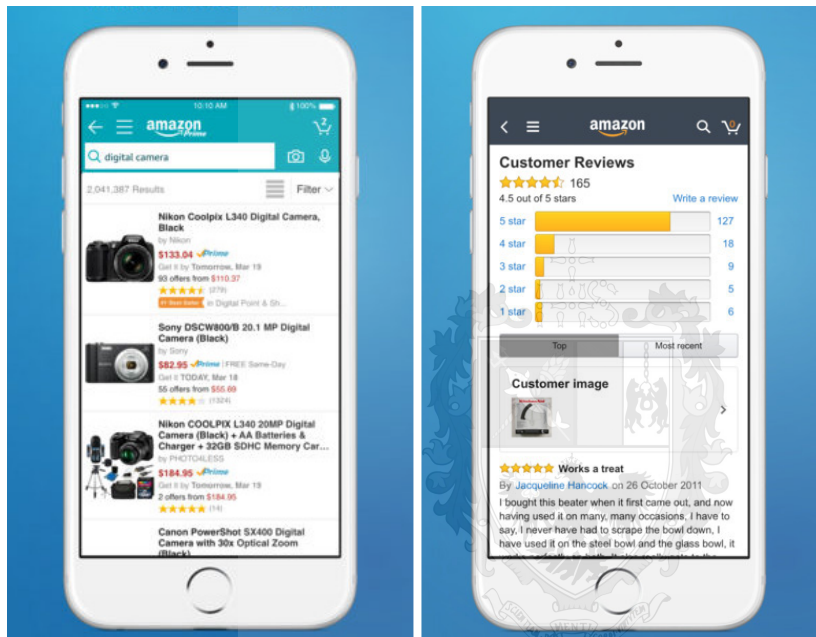 10:10 AM
100%
amazon
Prime
2
digital camera
2,041,387 Results
Filter
Nikon Coolpix L340 Digital Camera,
Black
by Nikon
$133.04 Prime
Get it by Tomorrow, Mar 19
93 offers from $110.37
(279)
#1 Best Seller in Digital Point & Sh...
Sony DSCW800/B 20.1 MP Digital
Camera (Black)
by Sony
$82.95 Prime | FREE Same-Day
Get it TODAY, Mar 18
55 offers from $55.69
(1324)
Nikon COOLPIX L340 20MP Digital
Camera (Black) + AA Batteries &
Charger + 32GB SDHC Memory Car...
by PHOTO4LESS
$184.95 Prime
Get it by Tomorrow, Mar 19
2 offers from $184.95
(14)
Canon PowerShot SX400 Digital
Camera with 30x Optical Zoom
(Black)
amazon
0
Customer Reviews
165
4.5 out of 5 stars
Write a review
5 star 127
4 star 18
3 star 9
2 star 5
1 star 6
Top
Most recent
Customer image
Works a treat
By Jacqueline Hancock on 26 October 2011
I bought this beater when it first came out, and now
having used it on many, many occasions, I have to
say, I never have had to scrape the bowl down, I
have used it on the steel bowl and the glass bowl, it